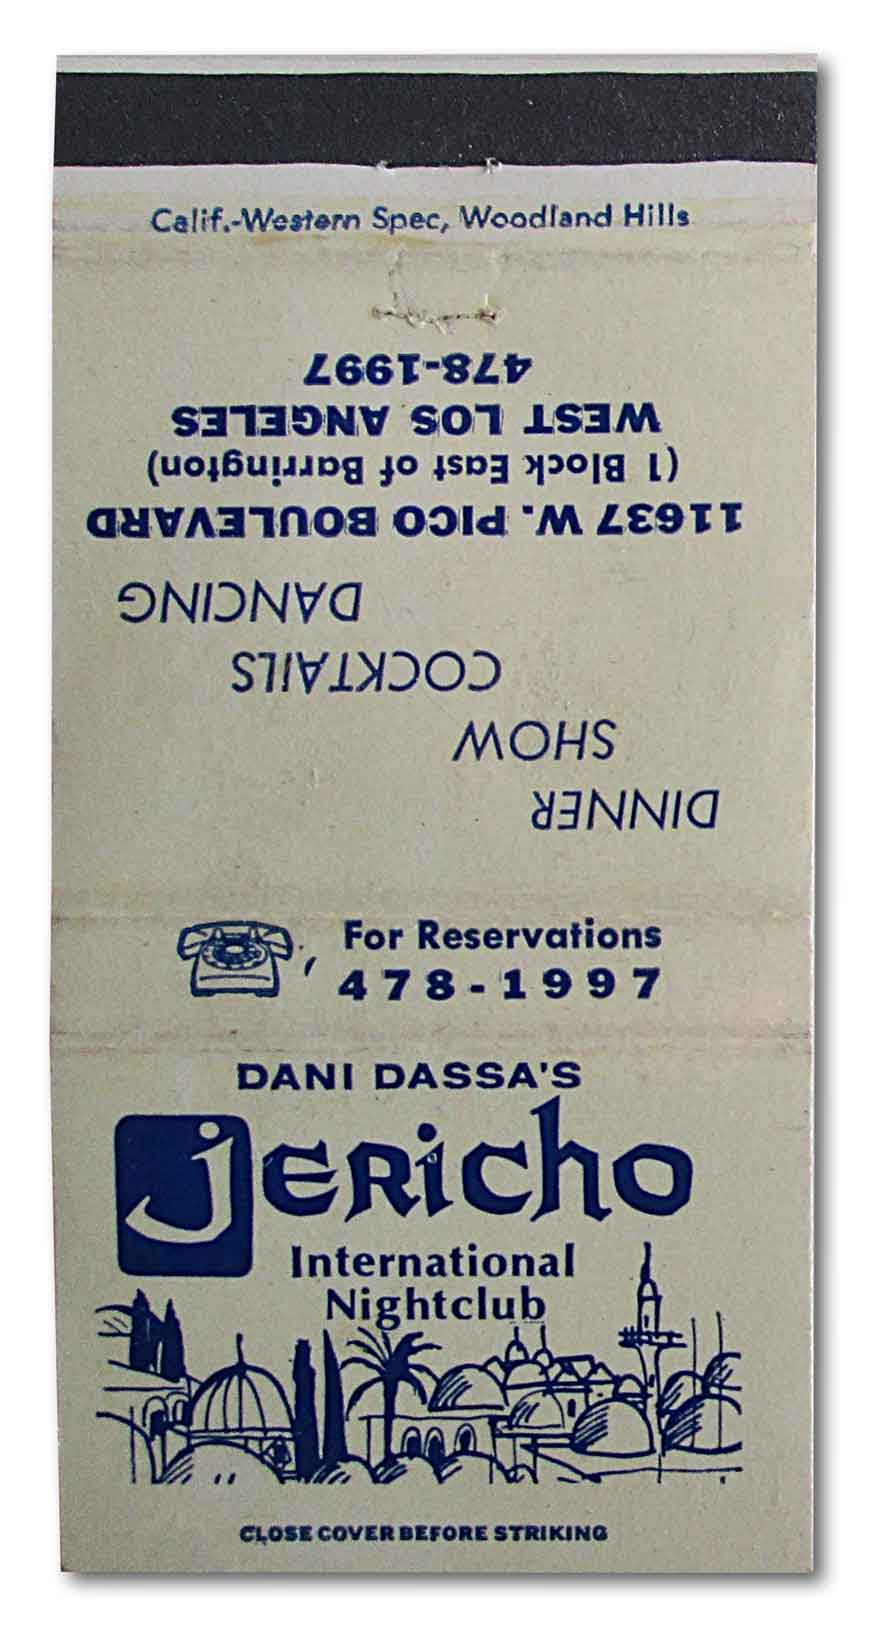 Calif.-Western Spec, Woodland Hills
DINNER
SHOW
COCKTAILS
DANCING
11637 W. PICO BOULEVARD
(1 Block East of Barrington)
WEST LOS ANGELES
478-1997
For Reservations
478-1997
DANI DASSA'S
Jericho
International
Nightclub
CLOSE COVER BEFORE STRIKING